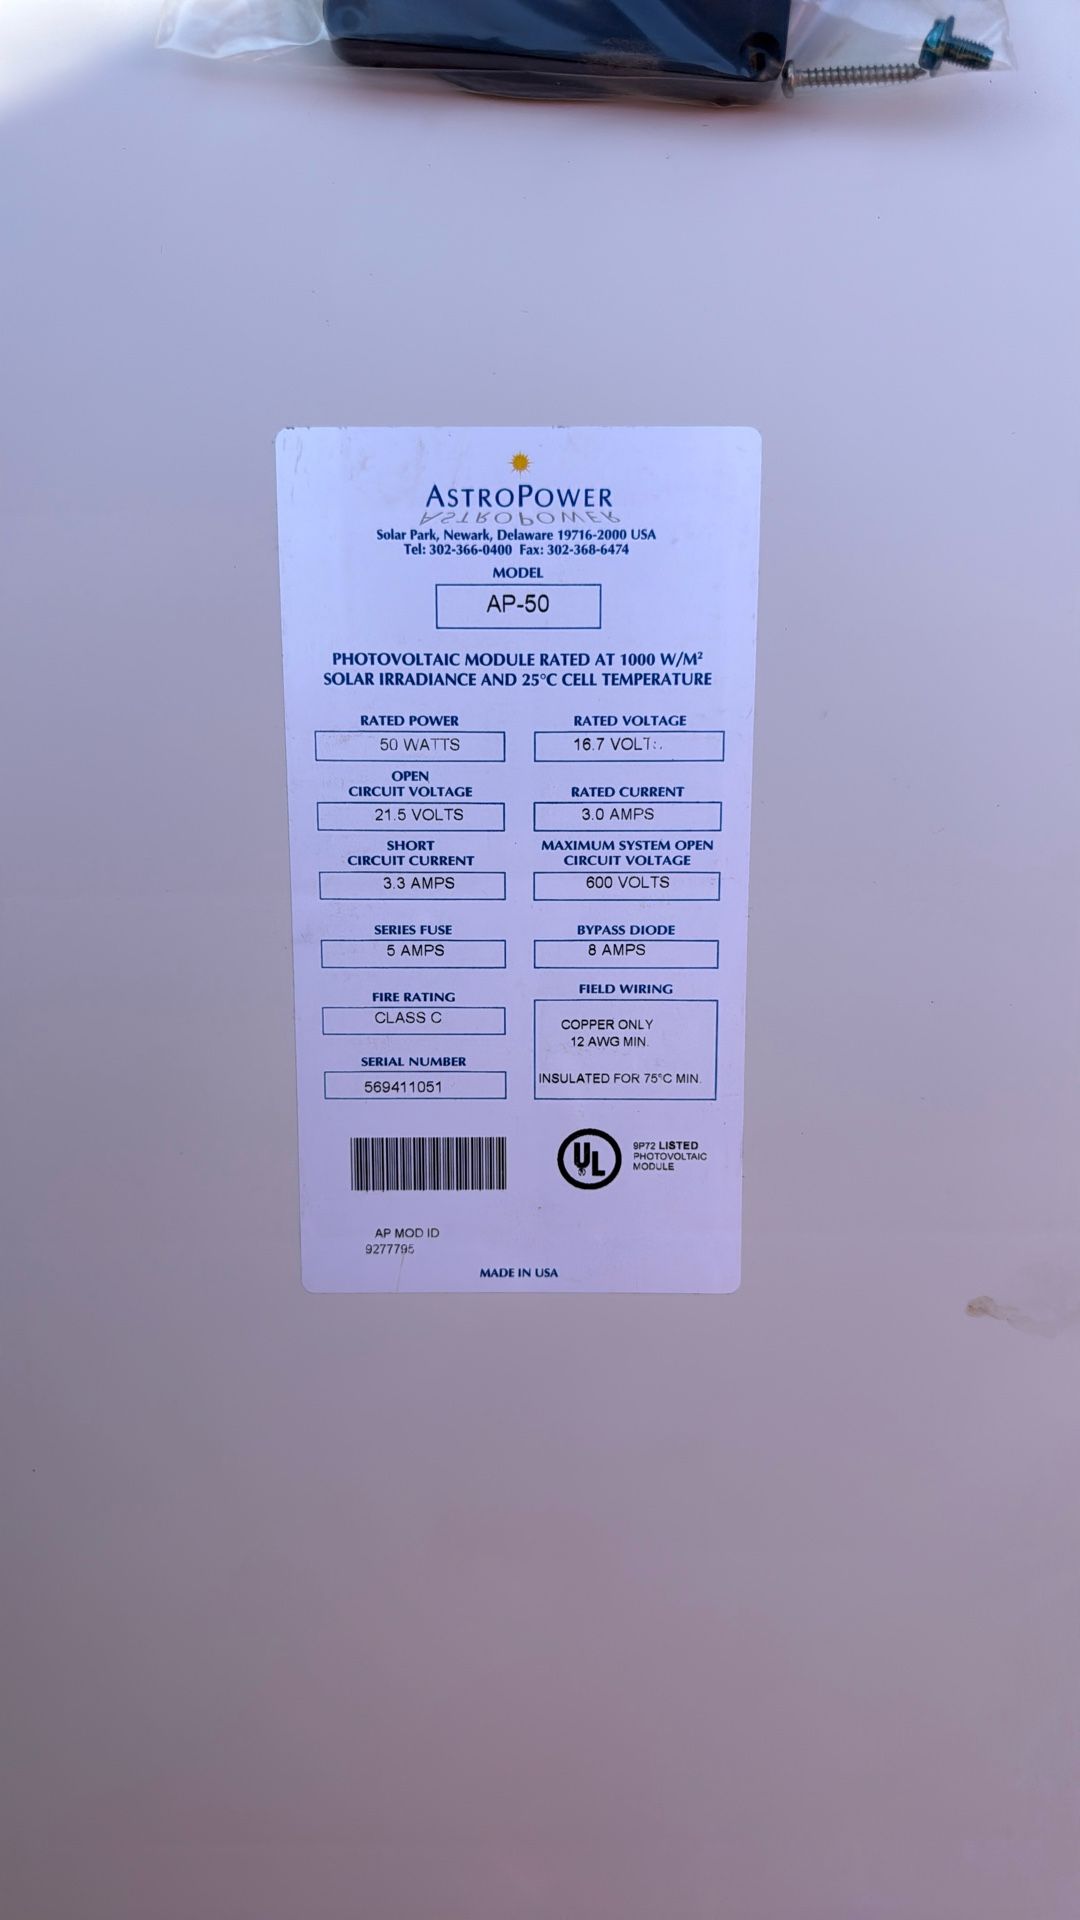 ASTROPOWER
Solar Park, Newark, Delaware 19716-2000 USA
Tel: 302-366-0400 Fax: 302-368-6474
MODEL
AP-50
PHOTOVOLTAIC MODULE RATED AT 1000 W/M²
SOLAR IRRADIANCE AND 25°C CELL TEMPERATURE
RATED POWER
50 WATTS
RATED VOLTAGE
16.7
OPEN
CIRCUIT VOLTAGE
21.5 VOLTS
RATED CURRENT
3.0 AMPS
SHORT
CIRCUIT CURRENT
3.3 AMPS
MAXIMUM SYSTEM OPEN
CIRCUIT VOLTAGE
600 VOLTS
SERIES FUSE
5 AMPS
BYPASS DIODE
8 AMPS
FIRE RATING
CLASS C
FIELD WIRING
COPPER ONLY
12 AWG MIN.
INSULATED FOR 75°C MIN.
SERIAL NUMBER
569411051
UL
9P72 LISTED
PHOTOVOLTAIC
MODULE
AP MOD ID
9277795
MADE IN USA